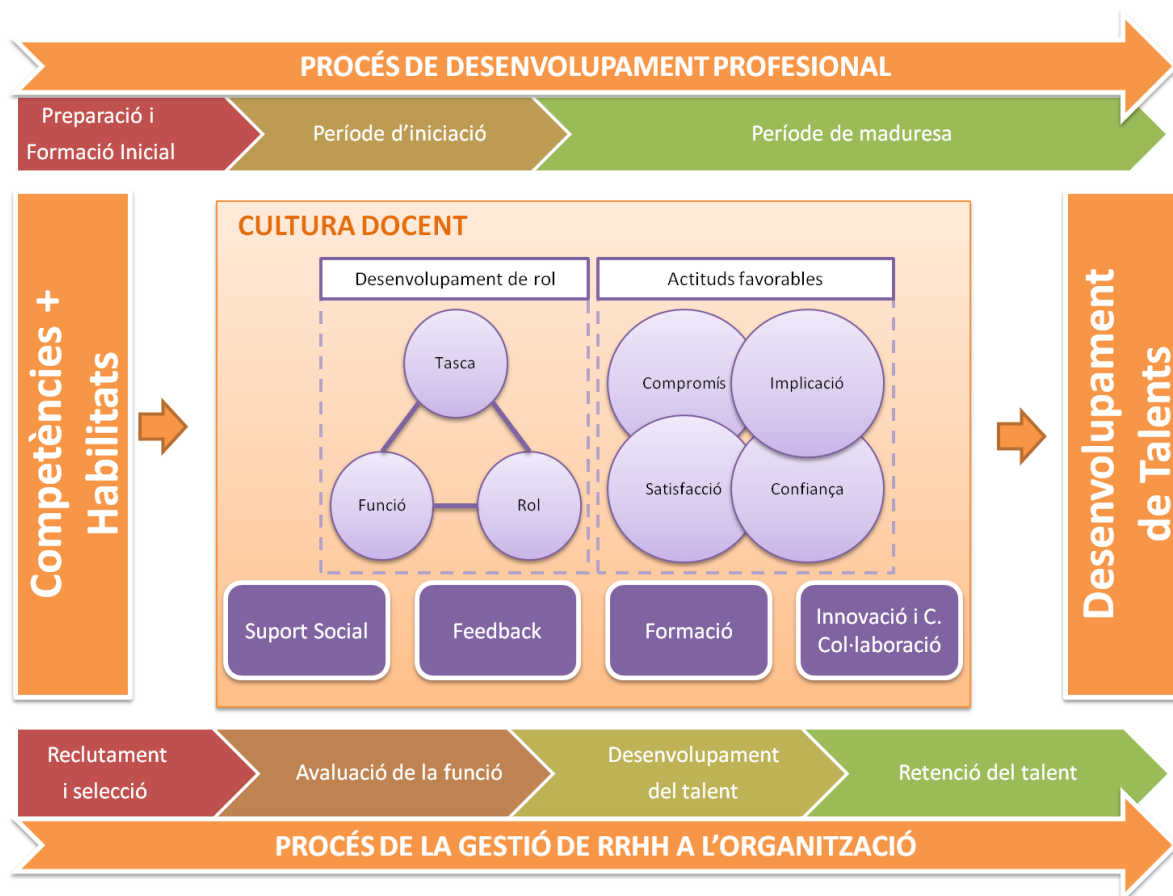 PROCÉS DE DESENVOLUPAMENT PROFESIONAL
Preparació i
Formació Inicial
Període d'iniciació
Període de maduresa
Competències +
Habilitats
CULTURA DOCENT
Desenvolupament de rol
Actituds favorables
Tasca
Funció
Rol
Compromís
Implicació
Satisfacció
Confiança
Suport Social
Feedback
Formació
Innovació i C.
Col·laboració
Desenvolupament
de Talents
Reclutament
i selecció
Avaluació de la funció
Desenvolupament
del talent
Retenció del talent
PROCÉS DE LA GESTIÓ DE RRHH A L'ORGANITZACIÓ